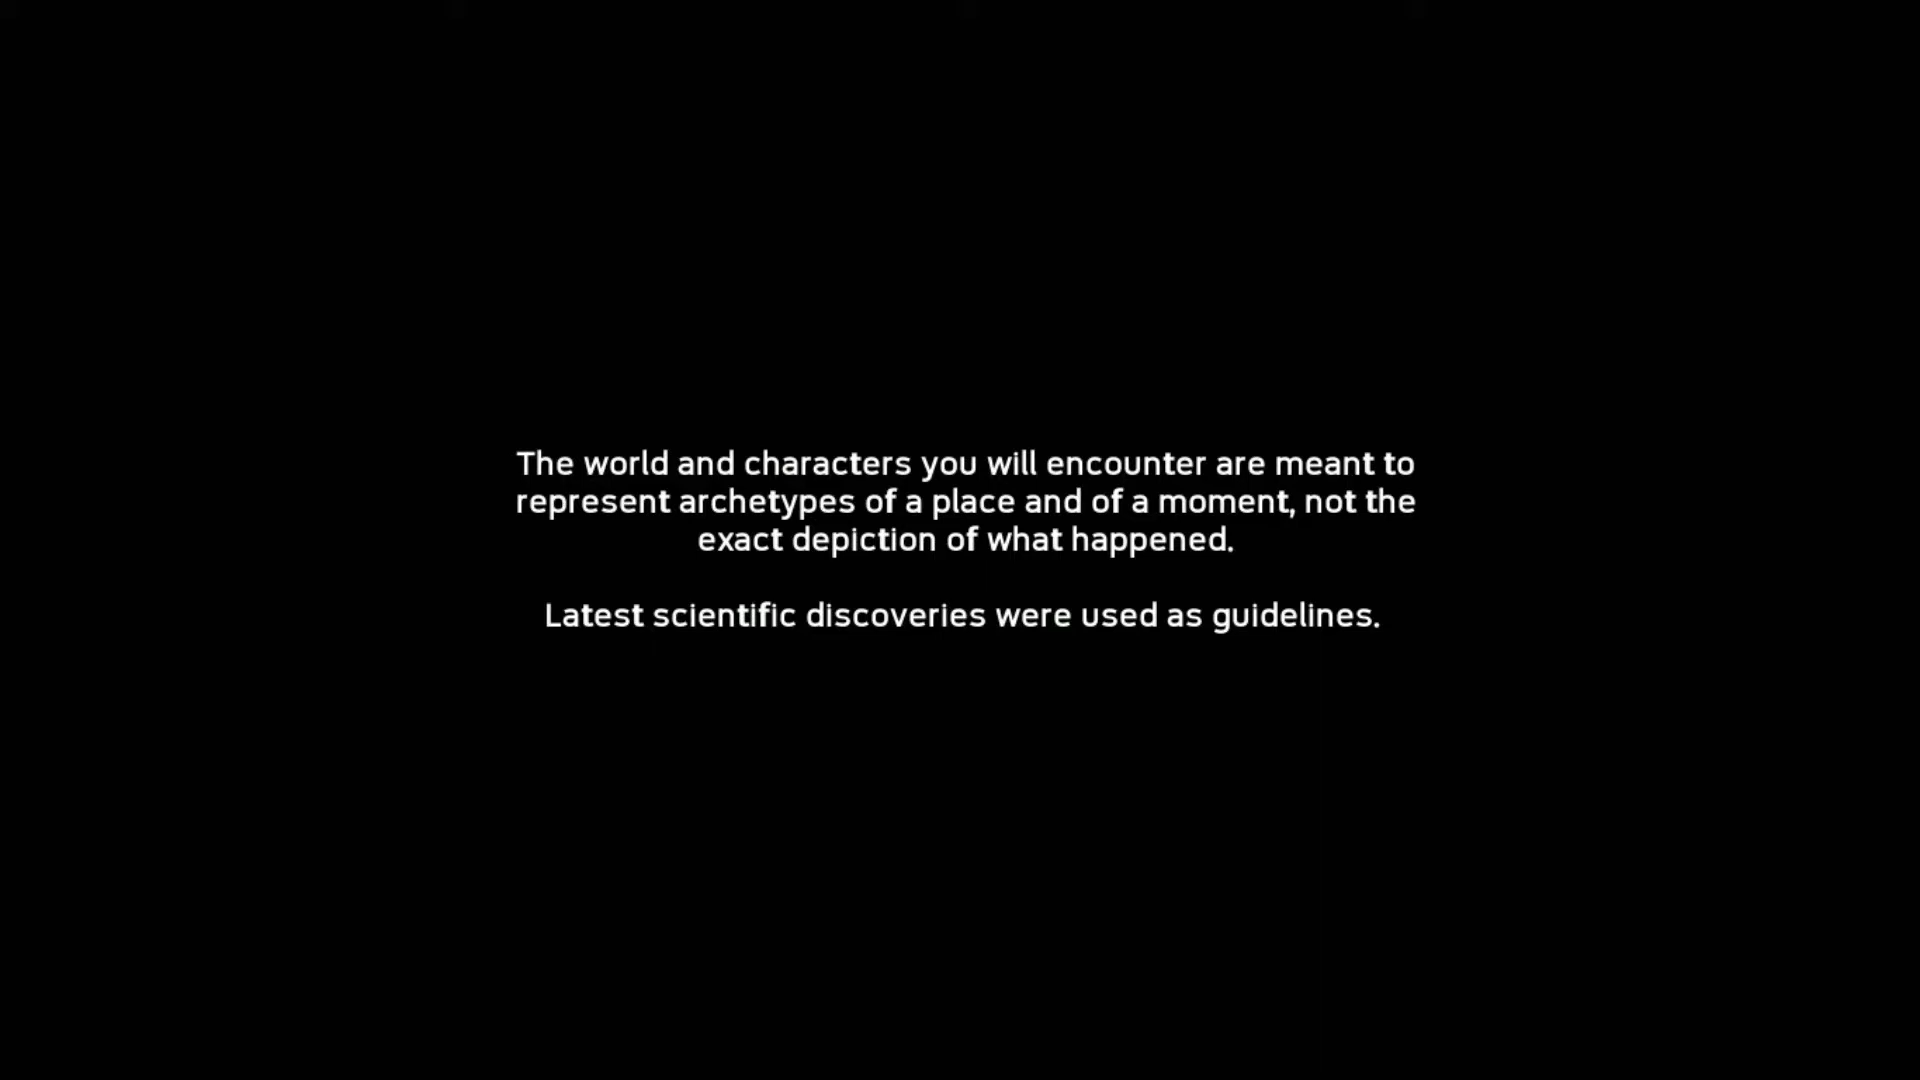 The world and characters you will encounter are meant to
represent archetypes of a place and of a moment, not the
exact depiction of what happened.
Latest scientific discoveries were used as guidelines.